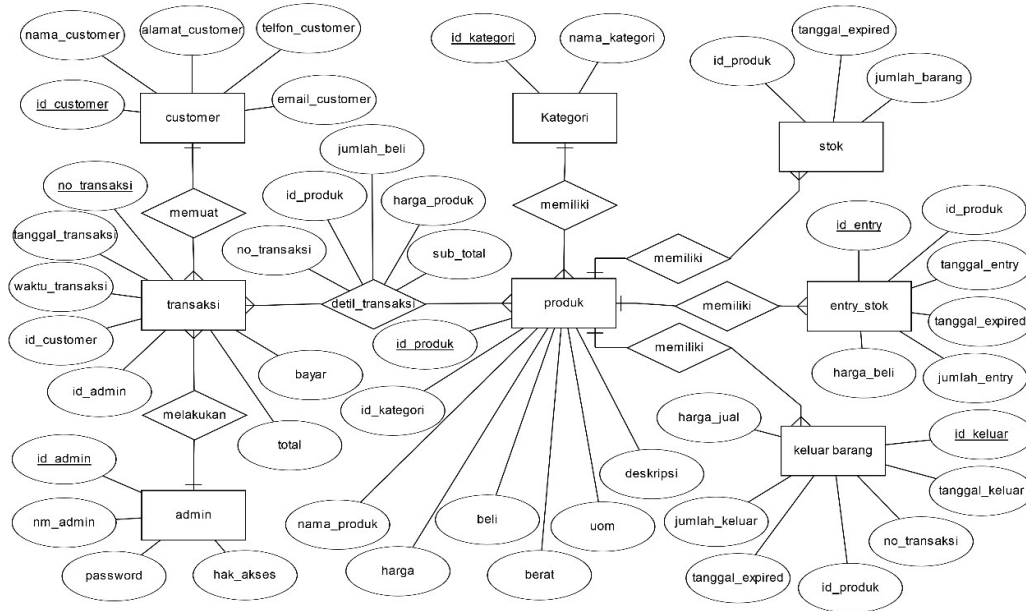 nama_customer
alamat_customer
telfon_customer
id_customer
email_customer
customer
id_kategori
nama_kategori
Kategori
tanggal_expired
id_produk
jumlah_barang
stok
no_transaksi
memuat
tanggal_transaksi
waktu_transaksi
id_customer
id_admin
transaksi
bayar
total
jumlah_beli
id_produk
harga_produk
no_transaksi
sub_total
detil_transaksi
memiliki
produk
id_produk
id_kategori
nama_produk
harga
beli
berat
uom
deskripsi
memiliki
memiliki
memiliki
id_entry
id_produk
tanggal_entry
entry_stok
tanggal_expired
harga_beli
jumlah_entry
melakukan
id_admin
nm_admin
admin
password
hak_akses
harga_jual
id_keluar
keluar barang
tanggal_keluar
jumlah_keluar
no_transaksi
tanggal_expired
id_produk